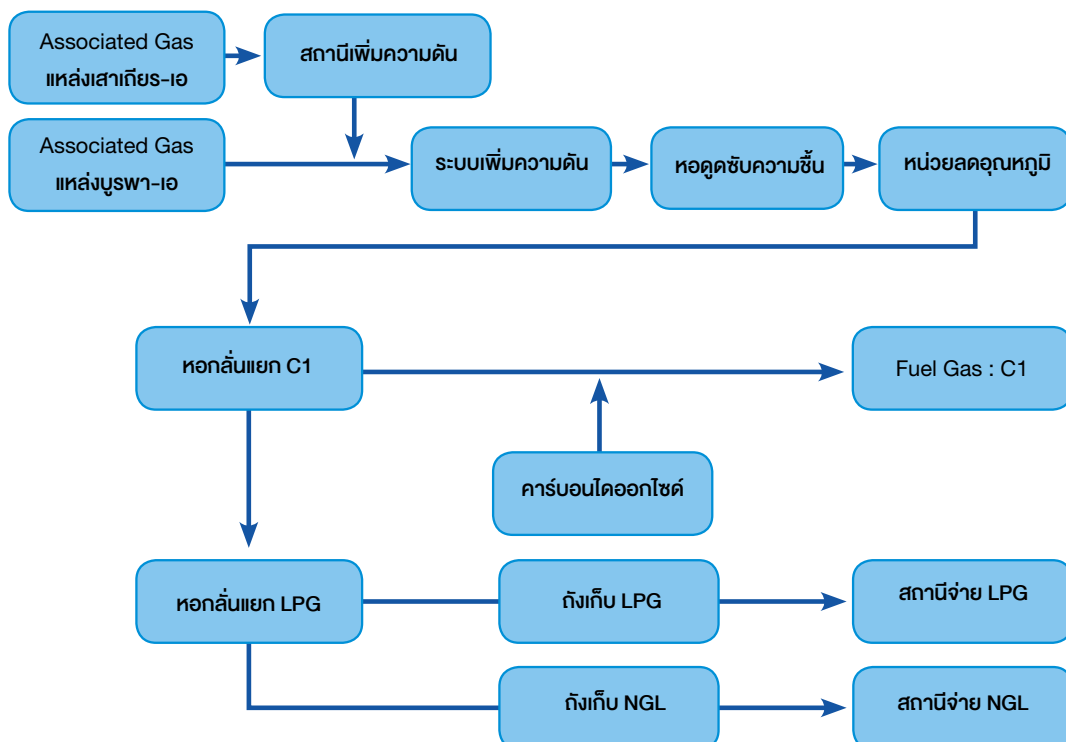 Associated Gas
แหล่งเสาเถียร-เอ
สถานีเพิ่มความดัน
Associated Gas
แหล่งบูรพา-เอ
ระบบเพิ่มความดัน
หอดูดซับความชื้น
หน่วยลดอุณหภูมิ
หอกลั่นแยก C1
Fuel Gas : C1
คาร์บอนไดออกไซด์
หอกลั่นแยก LPG
ถังเก็บ LPG
สถานีจ่าย LPG
ถังเก็บ NGL
สถานีจ่าย NGL